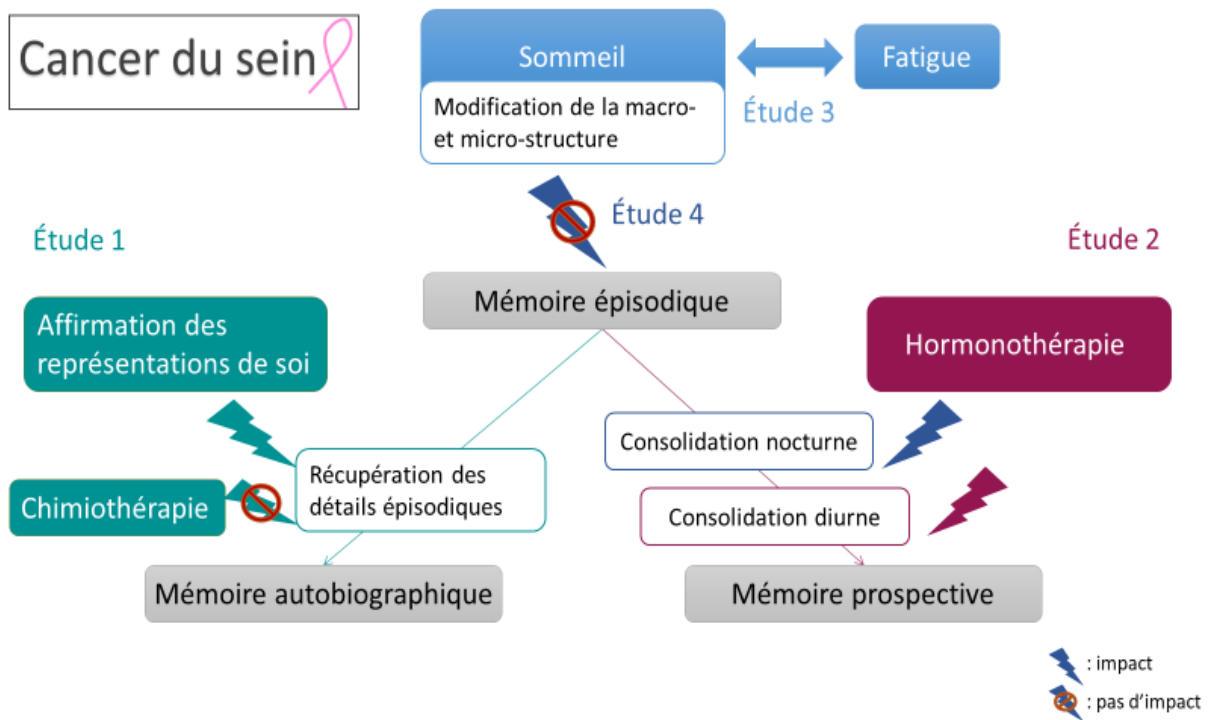 Cancer du sein
Sommeil
Fatigue
Modification de la macro-
et micro-structure
Étude 3
Étude 4
Étude 1
Étude 2
Mémoire épisodique
Affirmation des
représentations de soi
Hormonothérapie
Consolidation nocturne
Récupération des
détails épisodiques
Chimiothérapie
Consolidation diurne
Mémoire autobiographique
Mémoire prospective
: impact
: pas d'impact